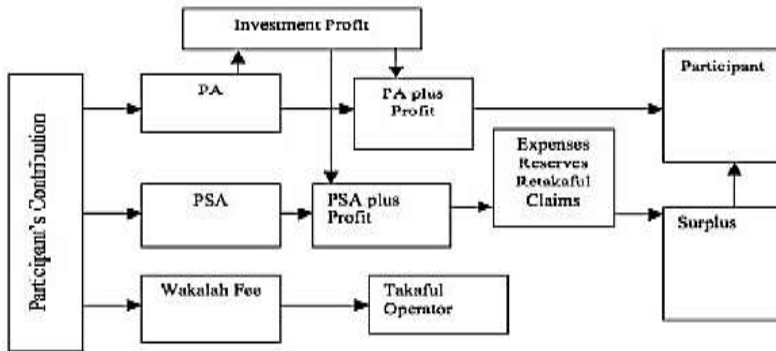 Investment Profit
Participant's Contribution
PA
PA plus
Profit
Participant
Expenses
Reserves
Retakaful
Claims
PSA
PSA plus
Profit
Surplus
Wakalah Fee
Takaful
Operator